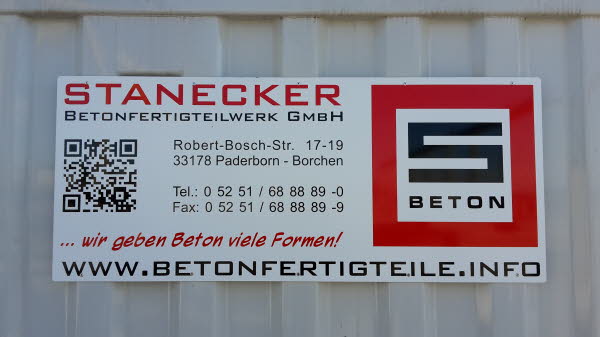 STANECKER
BETONFERTIGTEILWERK GMBH
Robert-Bosch-Str. 17-19
33178 Paderborn - Borchen
Tel.: 0 52 51 / 68 88 89 -0
Fax: 0 52 51 / 68 88 89 -9
... wir geben Beton viele Formen!
WWW.BETONFERTIGTEILE.INFO
S
BETON